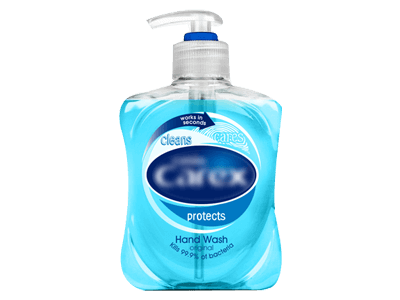 works in
seconds
cleans
cares
Carex
protects
Hand Wash
original
kills 99.9% of bacteria